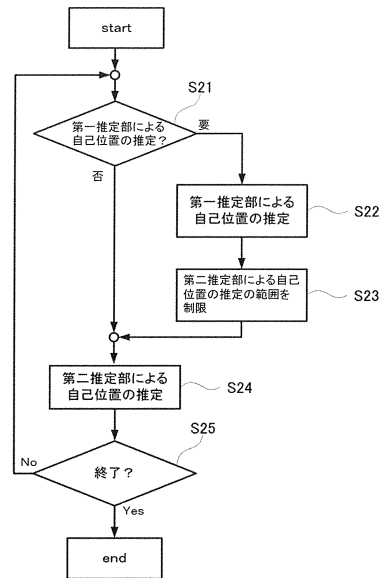 start
S21
第一推定部による
自己位置の推定？
要
否
第一推定部による
自己位置の推定
S22
第二推定部による自己
位置の推定の範囲を
制限
S23
第二推定部による
自己位置の推定
S24
S25
終了？
No
Yes
end